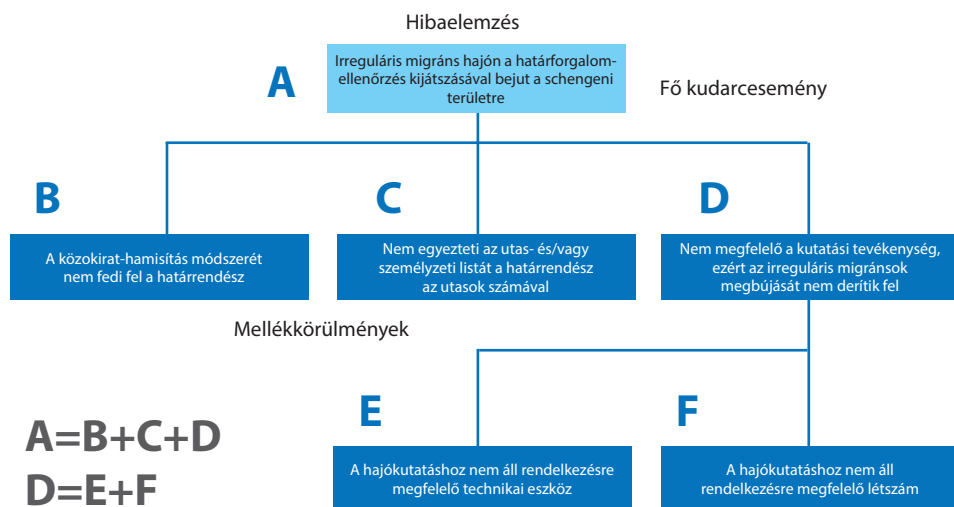 Hibaelemzés
A
Irreguláris migráns hajón a határforgalom-
ellenőrzés kijátszásával bejut a schengeni
területre
Fő kudarcesemény
B
C
D
A közokirat-hamisítás módszerét
nem fedi fel a határrendész
Nem egyezteti az utas- és/vagy
személyzeti listát a határrendész
az utasok számával
Nem megfelelő a kutatási tevékenység,
ezért az irreguláris migránsok
megbújását nem derítik fel
Mellékkörülmények
E
F
A hajókutatáshoz nem áll rendelkezésre
megfelelő technikai eszköz
A hajókutatáshoz nem áll
rendelkezésre megfelelő létszám
A=B+C+D
D=E+F